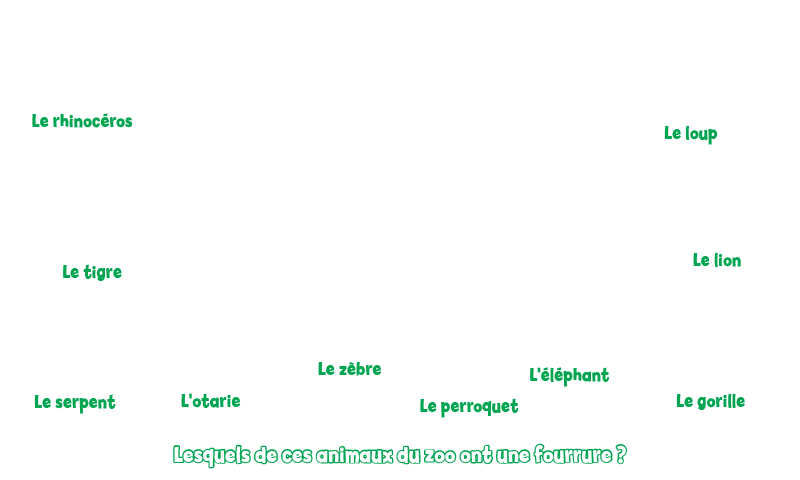 Le rhinocéros
Le loup
Le tigre
Le lion
Le zèbre
L'éléphant
Le serpent
L'otarie
Le perroquet
Le gorille
Lesquels de ces animaux du zoo ont une fourrure ?